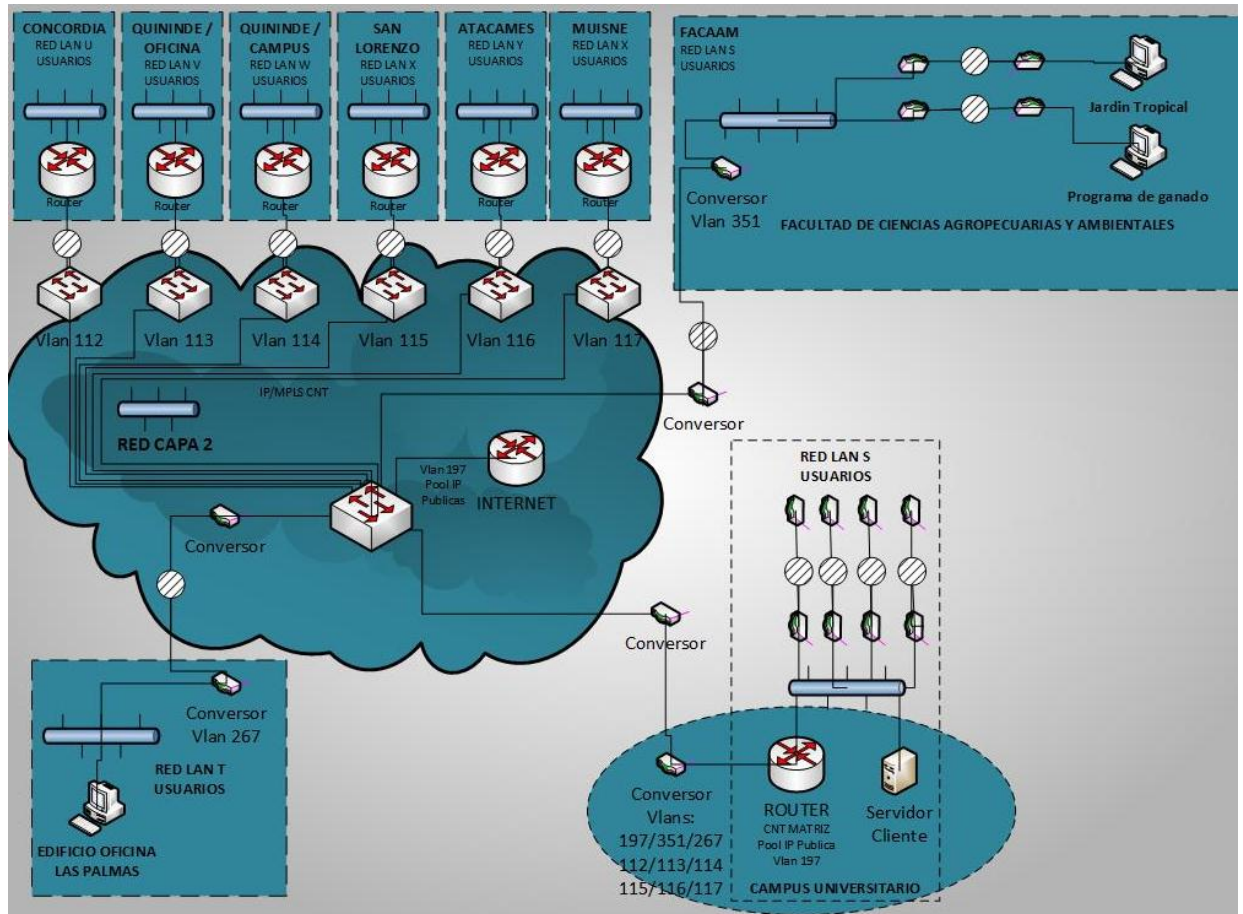 CONCORDIA
RED LAN U
USUARIOS
Router
QUININDE /
OFICINA
RED LAN V
USUARIOS
Router
QUININDE /
CAMPUS
RED LAN W
USUARIOS
Router
SAN
LORENZO
RED LAN X
USUARIOS
Router
ATACAMES
RED LAN Y
USUARIOS
Router
MUISNE
RED LAN X
USUARIOS
Router
FACAAM
RED LAN S
USUARIOS
Jardin Tropical
Programa de ganado
Conversor
Vlan 351
FACULTAD DE CIENCIAS AGROPECUARIAS Y AMBIENTALES
Vlan 112
Vlan 113
Vlan 114
Vlan 115
Vlan 116
Vlan 117
IP/MPLS CNT
RED CAPA 2
Conversor
Vlan 197
Pool IP
Publicas
INTERNET
Conversor
Conversor
RED LAN S
USUARIOS
Conversor
Vlan 267
RED LAN T
USUARIOS
EDIFICIO OFICINA
LAS PALMAS
Conversor
Vlans:
197/351/267
112/113/114
115/116/117
ROUTER
CNT MATRIZ
Pool IP Publica
Vlan 197
Servidor
Cliente
CAMPUS UNIVERSITARIO